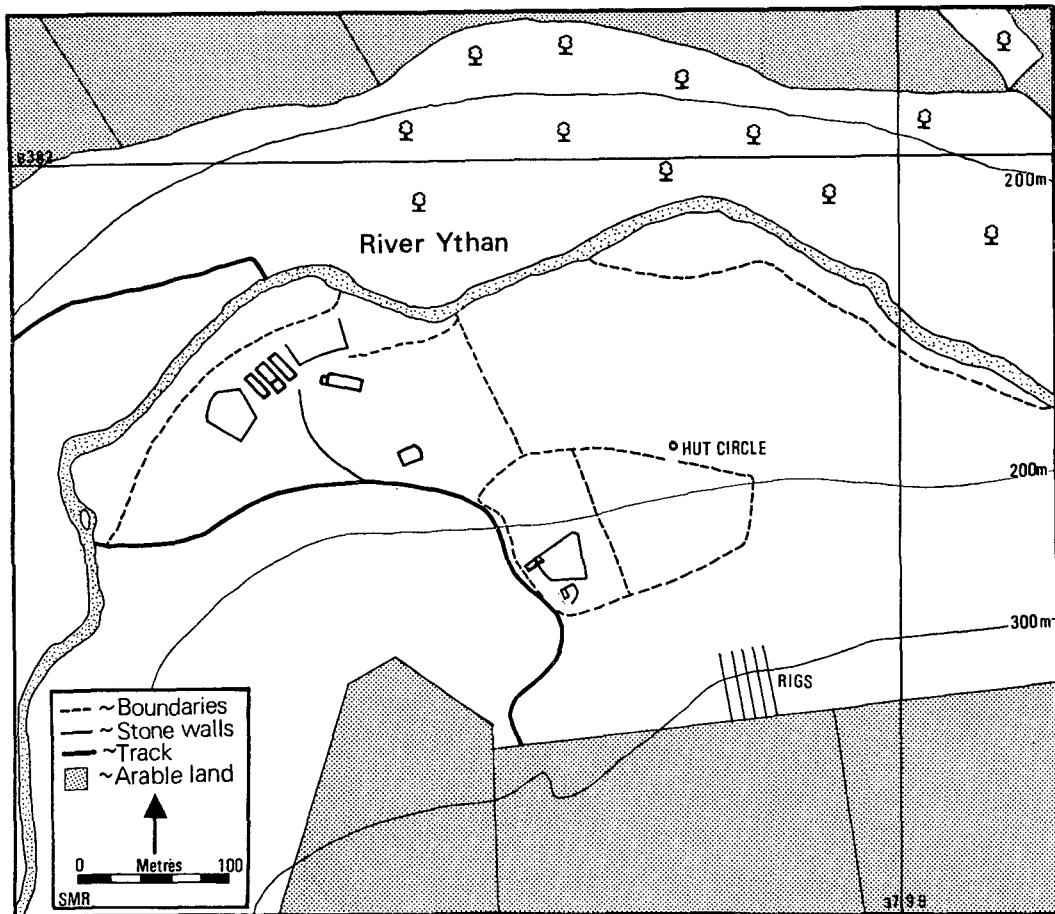 8382
200m
River Ythan
HUT CIRCLE
200m
300m
RIGS
~Boundaries
~Stone walls
~Track
~Arable land
0 Metres 100
SMR
3799